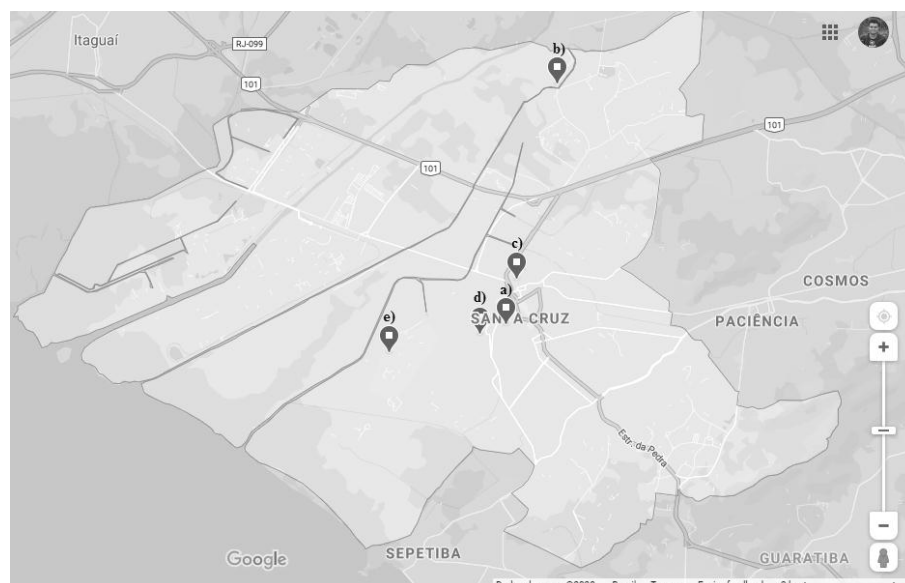 Itaguaí
RJ-099
b)
101
101
101
c)
COSMOS
a)
d)
SANTA CRUZ
PACIÊNCIA
e)
Estr. da Pedra
Google
SEPETIBA
GUARATIBA